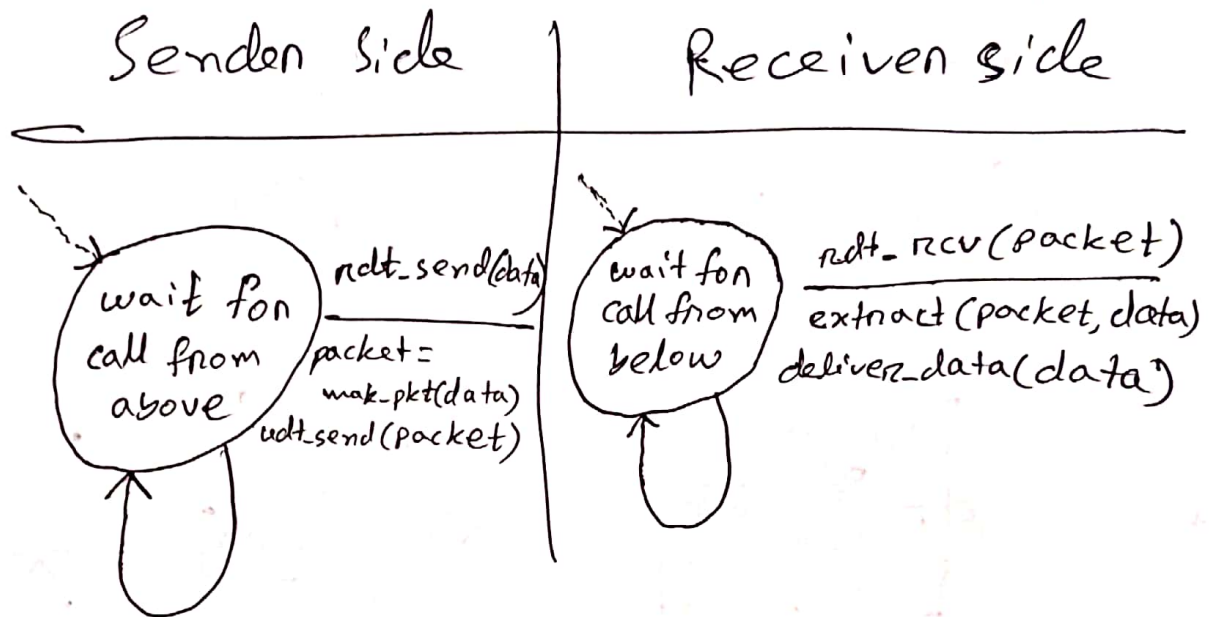 Sender side
Receiver side
wait for
call from
above
rdt_send(data)
packet=
mak_pkt(data)
udt_send(packet)
wait for
call from
below
rdt_rcv(packet)
extract(packet, data)
deliver_data(data)